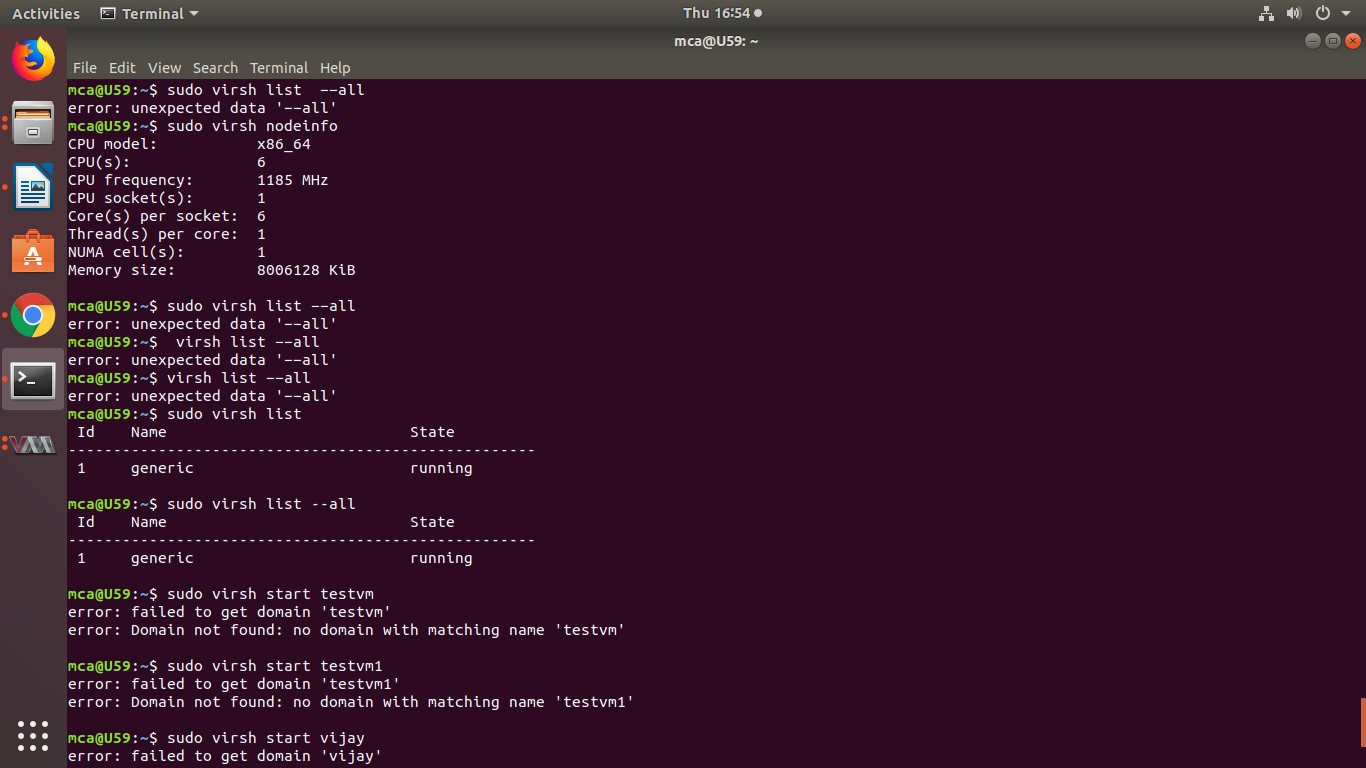 Activities Terminal Thu 16:54
mca@U59: ~
File Edit View Search Terminal Help
mca@U59:~$ sudo virsh list  --all
error: unexpected data '--all'
mca@U59:~$ sudo virsh nodeinfo
CPU model:           x86_64
CPU(s):              6
CPU frequency:       1185 MHz
CPU socket(s):       1
Core(s) per socket:  6
Thread(s) per core:  1
NUMA cell(s):        1
Memory size:         8006128 KiB
mca@U59:~$ sudo virsh list --all
error: unexpected data '--all'
mca@U59:~$  virsh list --all
error: unexpected data '--all'
mca@U59:~$ virsh list --all
error: unexpected data '--all'
mca@U59:~$ sudo virsh list
 Id    Name                           State
----------------------------------------------------
 1     generic                        running
mca@U59:~$ sudo virsh list --all
 Id    Name                           State
----------------------------------------------------
 1     generic                        running
mca@U59:~$ sudo virsh start testvm
error: failed to get domain 'testvm'
error: Domain not found: no domain with matching name 'testvm'
mca@U59:~$ sudo virsh start testvm1
error: failed to get domain 'testvm1'
error: Domain not found: no domain with matching name 'testvm1'
mca@U59:~$ sudo virsh start vijay
error: failed to get domain 'vijay'